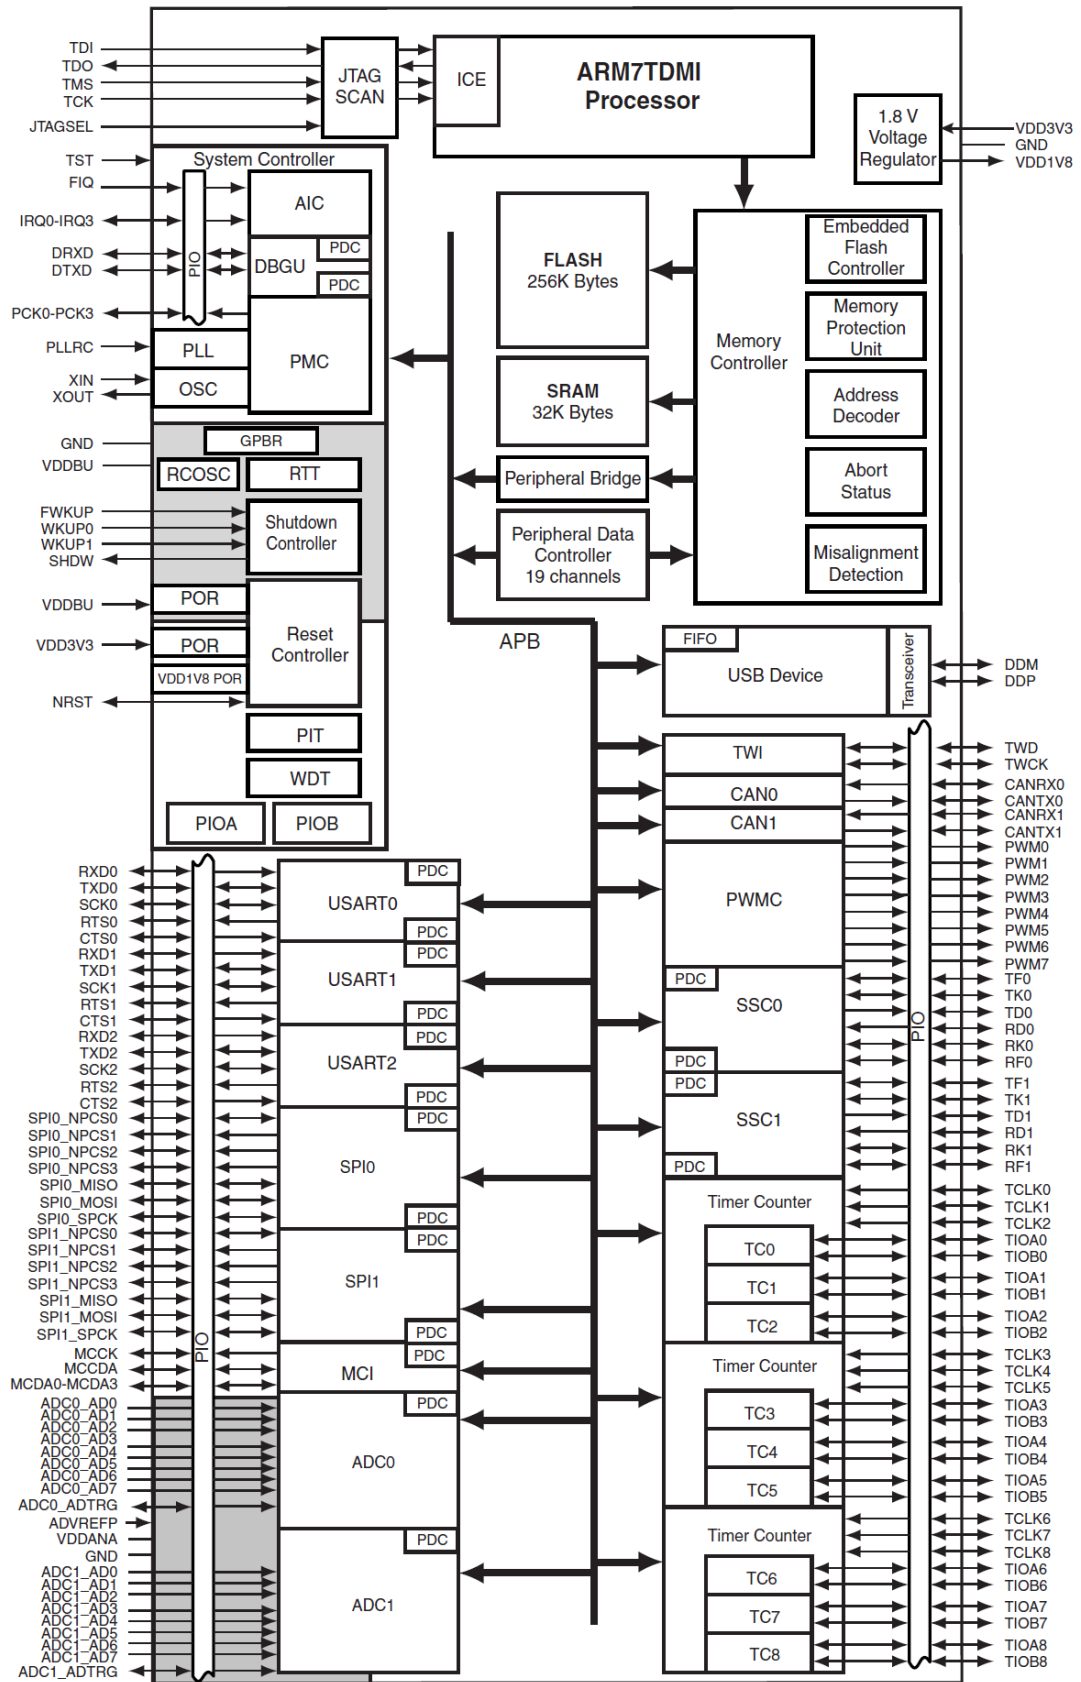 TDI
TDO
TMS
TCK
JTAGSEL
JTAG
SCAN
ICE
ARM7TDMI
Processor
1.8 V
Voltage
Regulator
VDD3V3
GND
VDD1V8
TST
FIQ
IRQ0-IRQ3
DRXD
DTXD
PCK0-PCK3
PLLRC
XIN
XOUT
GND
VDDBU
FWKUP
WKUP0
WKUP1
SHDW
VDDBU
VDD3V3
NRST
System Controller
PIO
AIC
PDC
DBGU
PDC
PMC
PLL
OSC
GPBR
RCOSC
RTT
Shutdown
Controller
POR
POR
VDD1V8 POR
Reset
Controller
PIT
WDT
PIOA
PIOB
FLASH
256K Bytes
SRAM
32K Bytes
Peripheral Bridge
Peripheral Data
Controller
19 channels
Memory
Controller
Embedded
Flash
Controller
Memory
Protection
Unit
Address
Decoder
Abort
Status
Misalignment
Detection
APB
FIFO
USB Device
Transceiver
DDM
DDP
RXD0
TXD0
SCK0
RTS0
CTS0
RXD1
TXD1
SCK1
RTS1
CTS1
RXD2
TXD2
SCK2
RTS2
CTS2
SPI0_NPCS0
SPI0_NPCS1
SPI0_NPCS2
SPI0_NPCS3
SPI0_MISO
SPI0_MOSI
SPI0_SPCK
SPI1_NPCS0
SPI1_NPCS1
SPI1_NPCS2
SPI1_NPCS3
SPI1_MISO
SPI1_MOSI
SPI1_SPCK
MCCK
MCCDA
MCDA0-MCDA3
ADC0_AD0
ADC0_AD1
ADC0_AD2
ADC0_AD3
ADC0_AD4
ADC0_AD5
ADC0_AD6
ADC0_AD7
ADC0_ADTRG
ADVREFP
VDDANA
GND
ADC1_AD0
ADC1_AD1
ADC1_AD2
ADC1_AD3
ADC1_AD4
ADC1_AD5
ADC1_AD6
ADC1_AD7
ADC1_ADTRG
PIO
PDC
USART0
PDC
PDC
USART1
PDC
PDC
USART2
PDC
PDC
SPI0
PDC
PDC
SPI1
PDC
PDC
MCI
PDC
ADC0
PDC
ADC1
TWI
CAN0
CAN1
PWMC
PDC
SSC0
PDC
PDC
SSC1
PDC
Timer Counter
TC0
TC1
TC2
Timer Counter
TC3
TC4
TC5
Timer Counter
TC6
TC7
TC8
PIO
TWD
TWCK
CANRX0
CANTX0
CANRX1
CANTX1
PWM0
PWM1
PWM2
PWM3
PWM4
PWM5
PWM6
PWM7
TF0
TK0
TD0
RD0
RK0
RF0
TF1
TK1
TD1
RD1
RK1
RF1
TCLK0
TCLK1
TCLK2
TIOA0
TIOB0
TIOA1
TIOB1
TIOA2
TIOB2
TCLK3
TCLK4
TCLK5
TIOA3
TIOB3
TIOA4
TIOB4
TIOA5
TIOB5
TCLK6
TCLK7
TCLK8
TIOA6
TIOB6
TIOA7
TIOB7
TIOA8
TIOB8